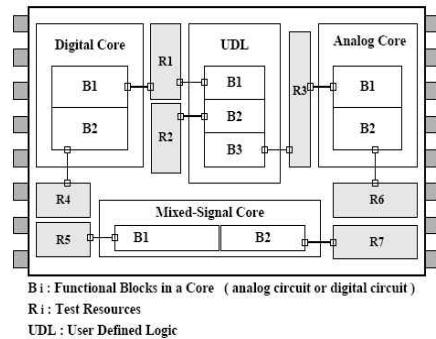 Digital Core
R1
UDL
Analog Core
B1
B1
R3
B1
B2
R2
B2
B2
B3
R4
Mixed-Signal Core
R6
R5
B1
B2
R7
B i : Functional Blocks in a Core ( analog circuit or digital circuit )
R i : Test Resources
UDL : User Defined Logic